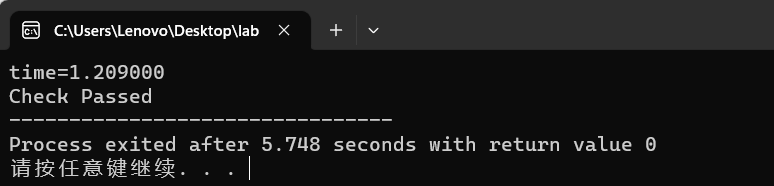 C:\Users\Lenovo\Desktop\lab
time=1.209000
Check Passed
--------------------------------
Process exited after 5.748 seconds with return value 0
请按任意键继续. . .